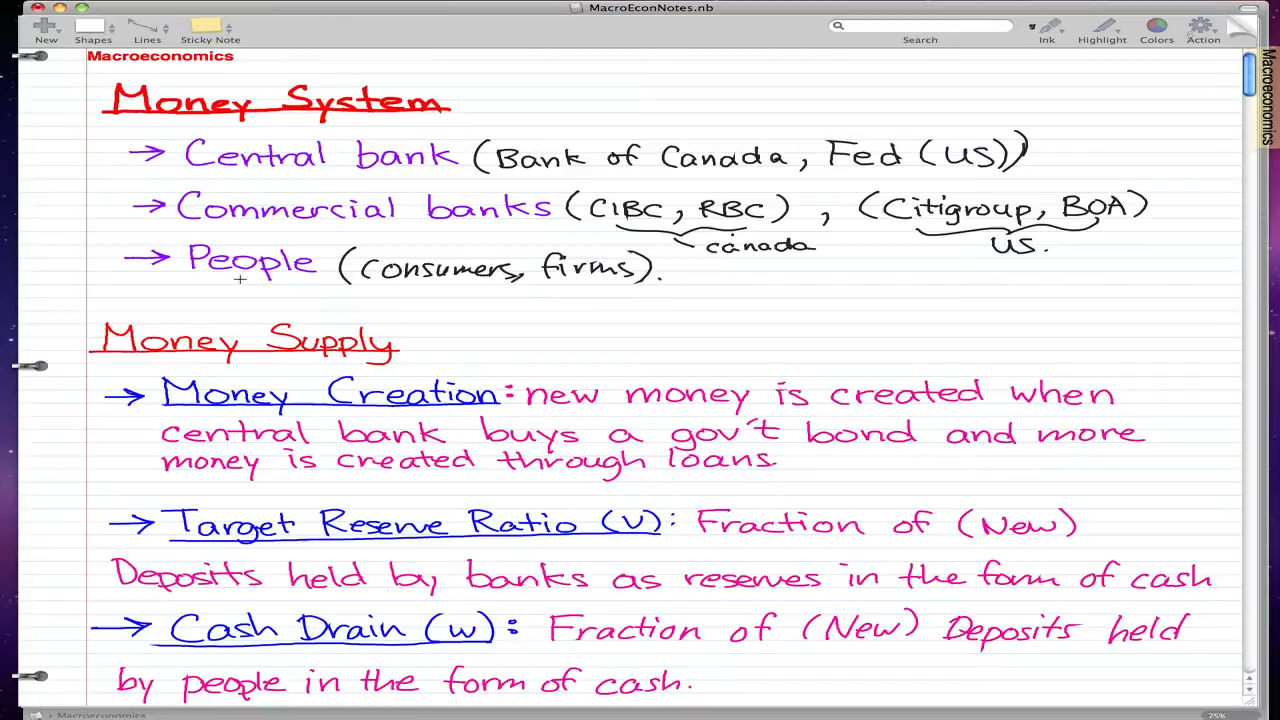 MacroEconNotes.nb
New Shapes Lines Sticky Note Search Ink Highlight Colors Action
Macroeconomics
Macroeconomics
Money System
→ Central bank (Bank of Canada, Fed (US))
→ Commercial banks (CIBC, RBC), (Citigroup, BOA)
canada US.
→ People (consumers, firms).
Money Supply
→ Money Creation: new money is created when
central bank buys a gov't bond and more
money is created through loans.
→ Target Reserve Ratio (v): Fraction of (New)
Deposits held by banks as reserves in the form of cash
→ Cash Drain (w): Fraction of (New) Deposits held
by people in the form of cash.
Macroeconomics
75%